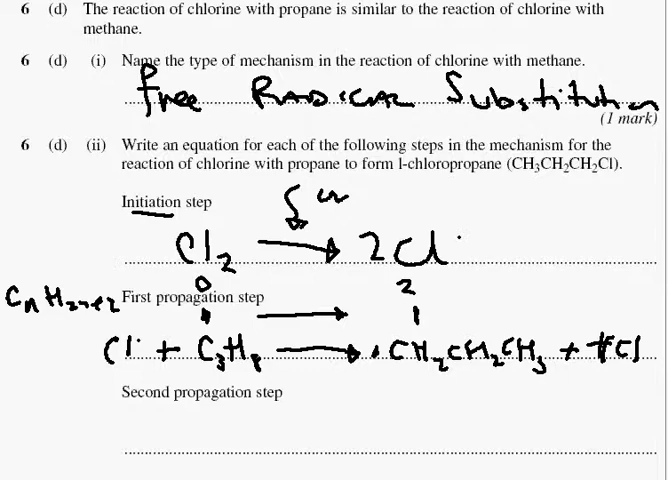 6 (d) The reaction of chlorine with propane is similar to the reaction of chlorine with
methane.
6 (d) (i) Name the type of mechanism in the reaction of chlorine with methane.
free RADICAL Substitution
(1 mark)
6 (d) (ii) Write an equation for each of the following steps in the mechanism for the
reaction of chlorine with propane to form l-chloropropane (CH₃CH₂CH₂Cl).
Initiation step
uv
Cl₂ → 2Cl·
0 2
CnH2n+2 First propagation step
1 → 1
Cl· + C₃H₈ → ·CH₂CH₂CH₃ + HCl
Second propagation step